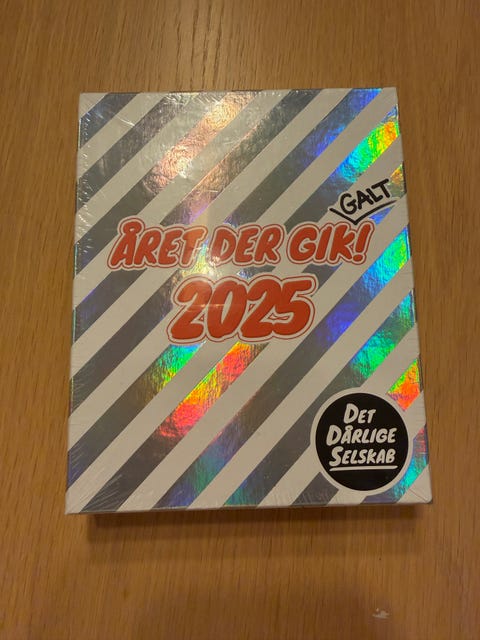 GALT
ÅRET DER GIK!
2025
DET
DÅRLIGE
SELSKAB